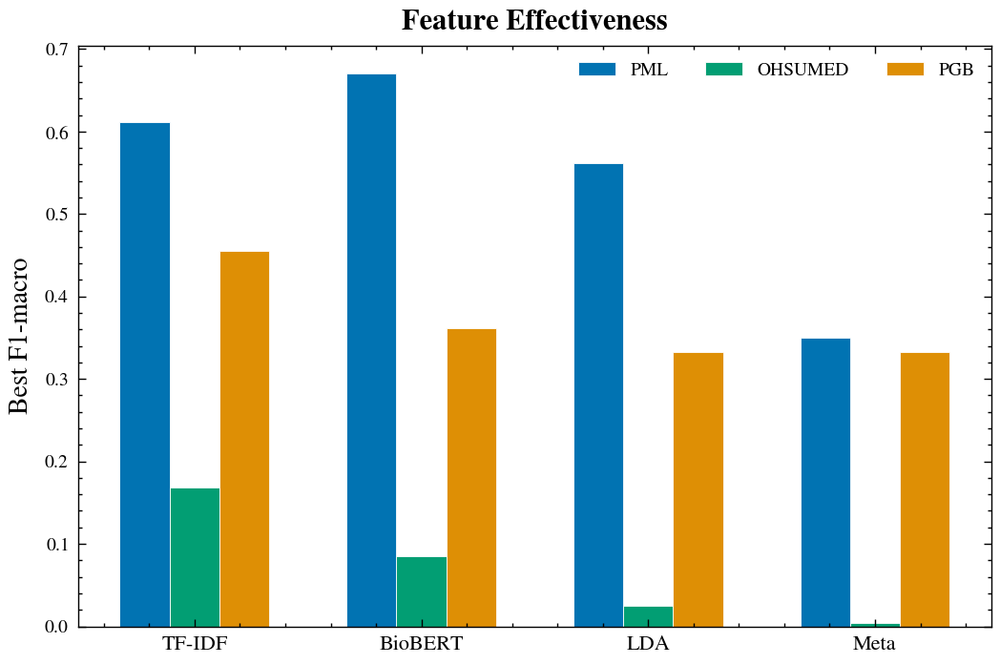 Feature Effectiveness
PML OHSUMED PGB
Best F1-macro
0.7
0.6
0.5
0.4
0.3
0.2
0.1
0.0
TF-IDF BioBERT LDA Meta